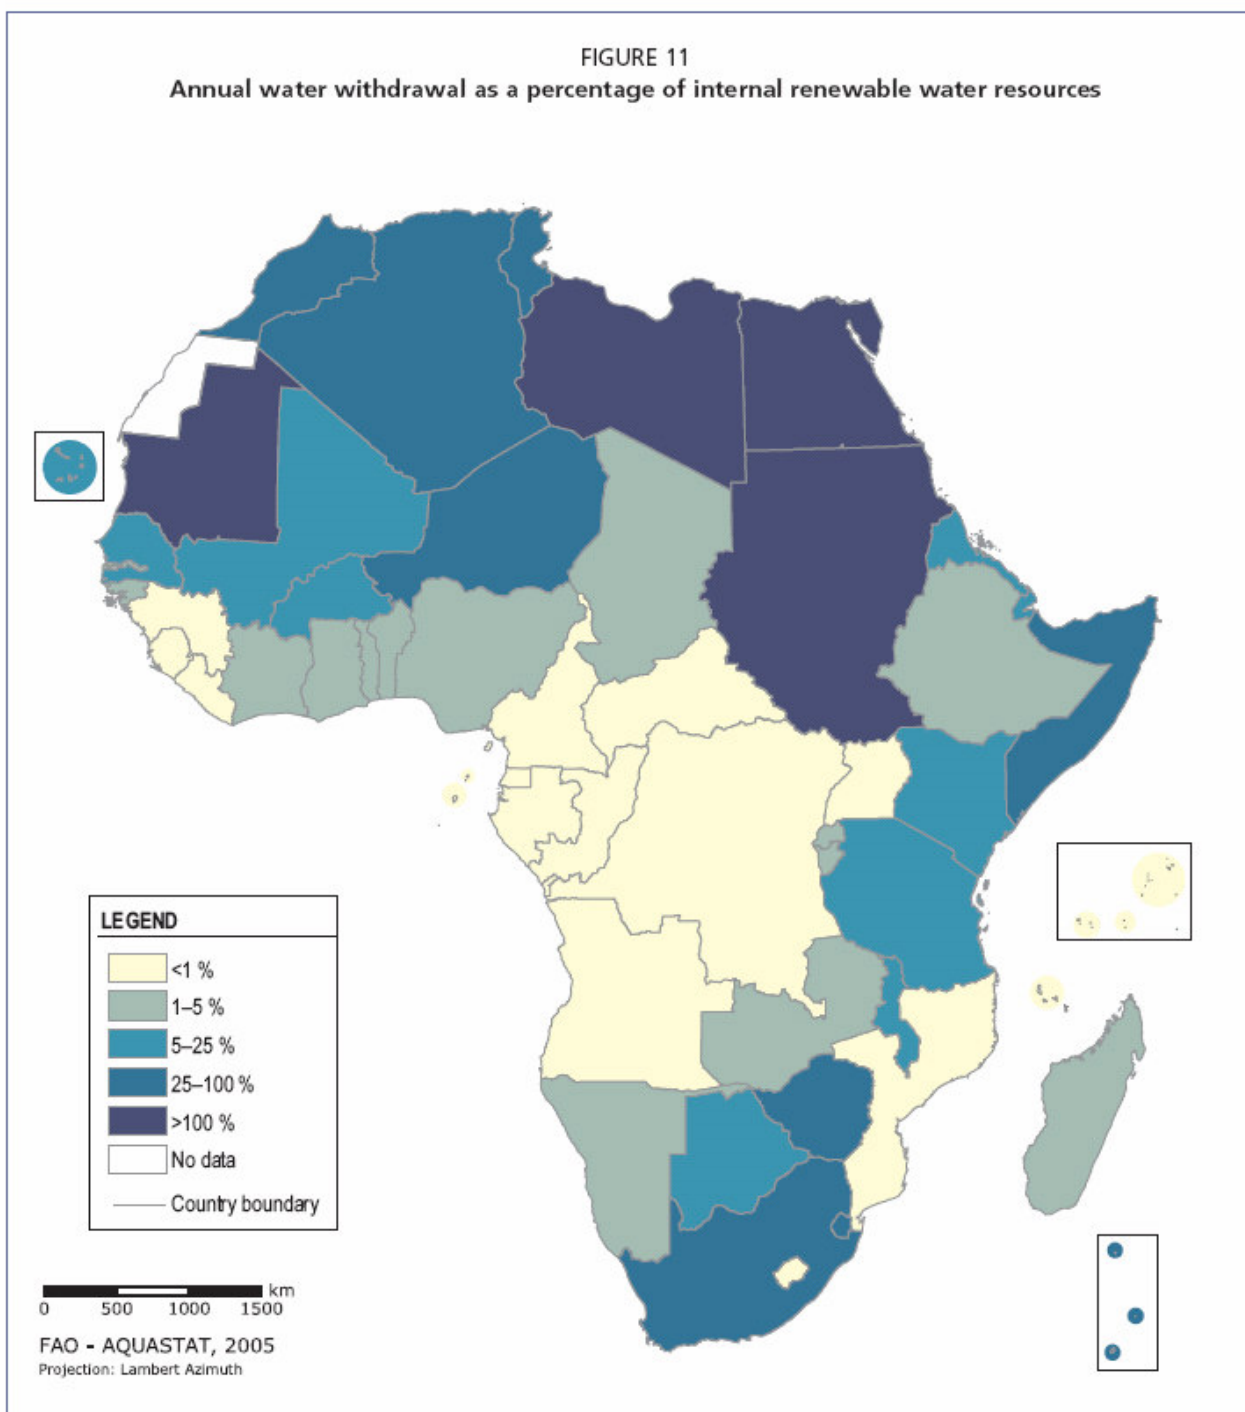 FIGURE 11
Annual water withdrawal as a percentage of internal renewable water resources
LEGEND
<1 %
1–5 %
5–25 %
25–100 %
>100 %
No data
Country boundary
km
0 500 1000 1500
FAO - AQUASTAT, 2005
Projection: Lambert Azimuth